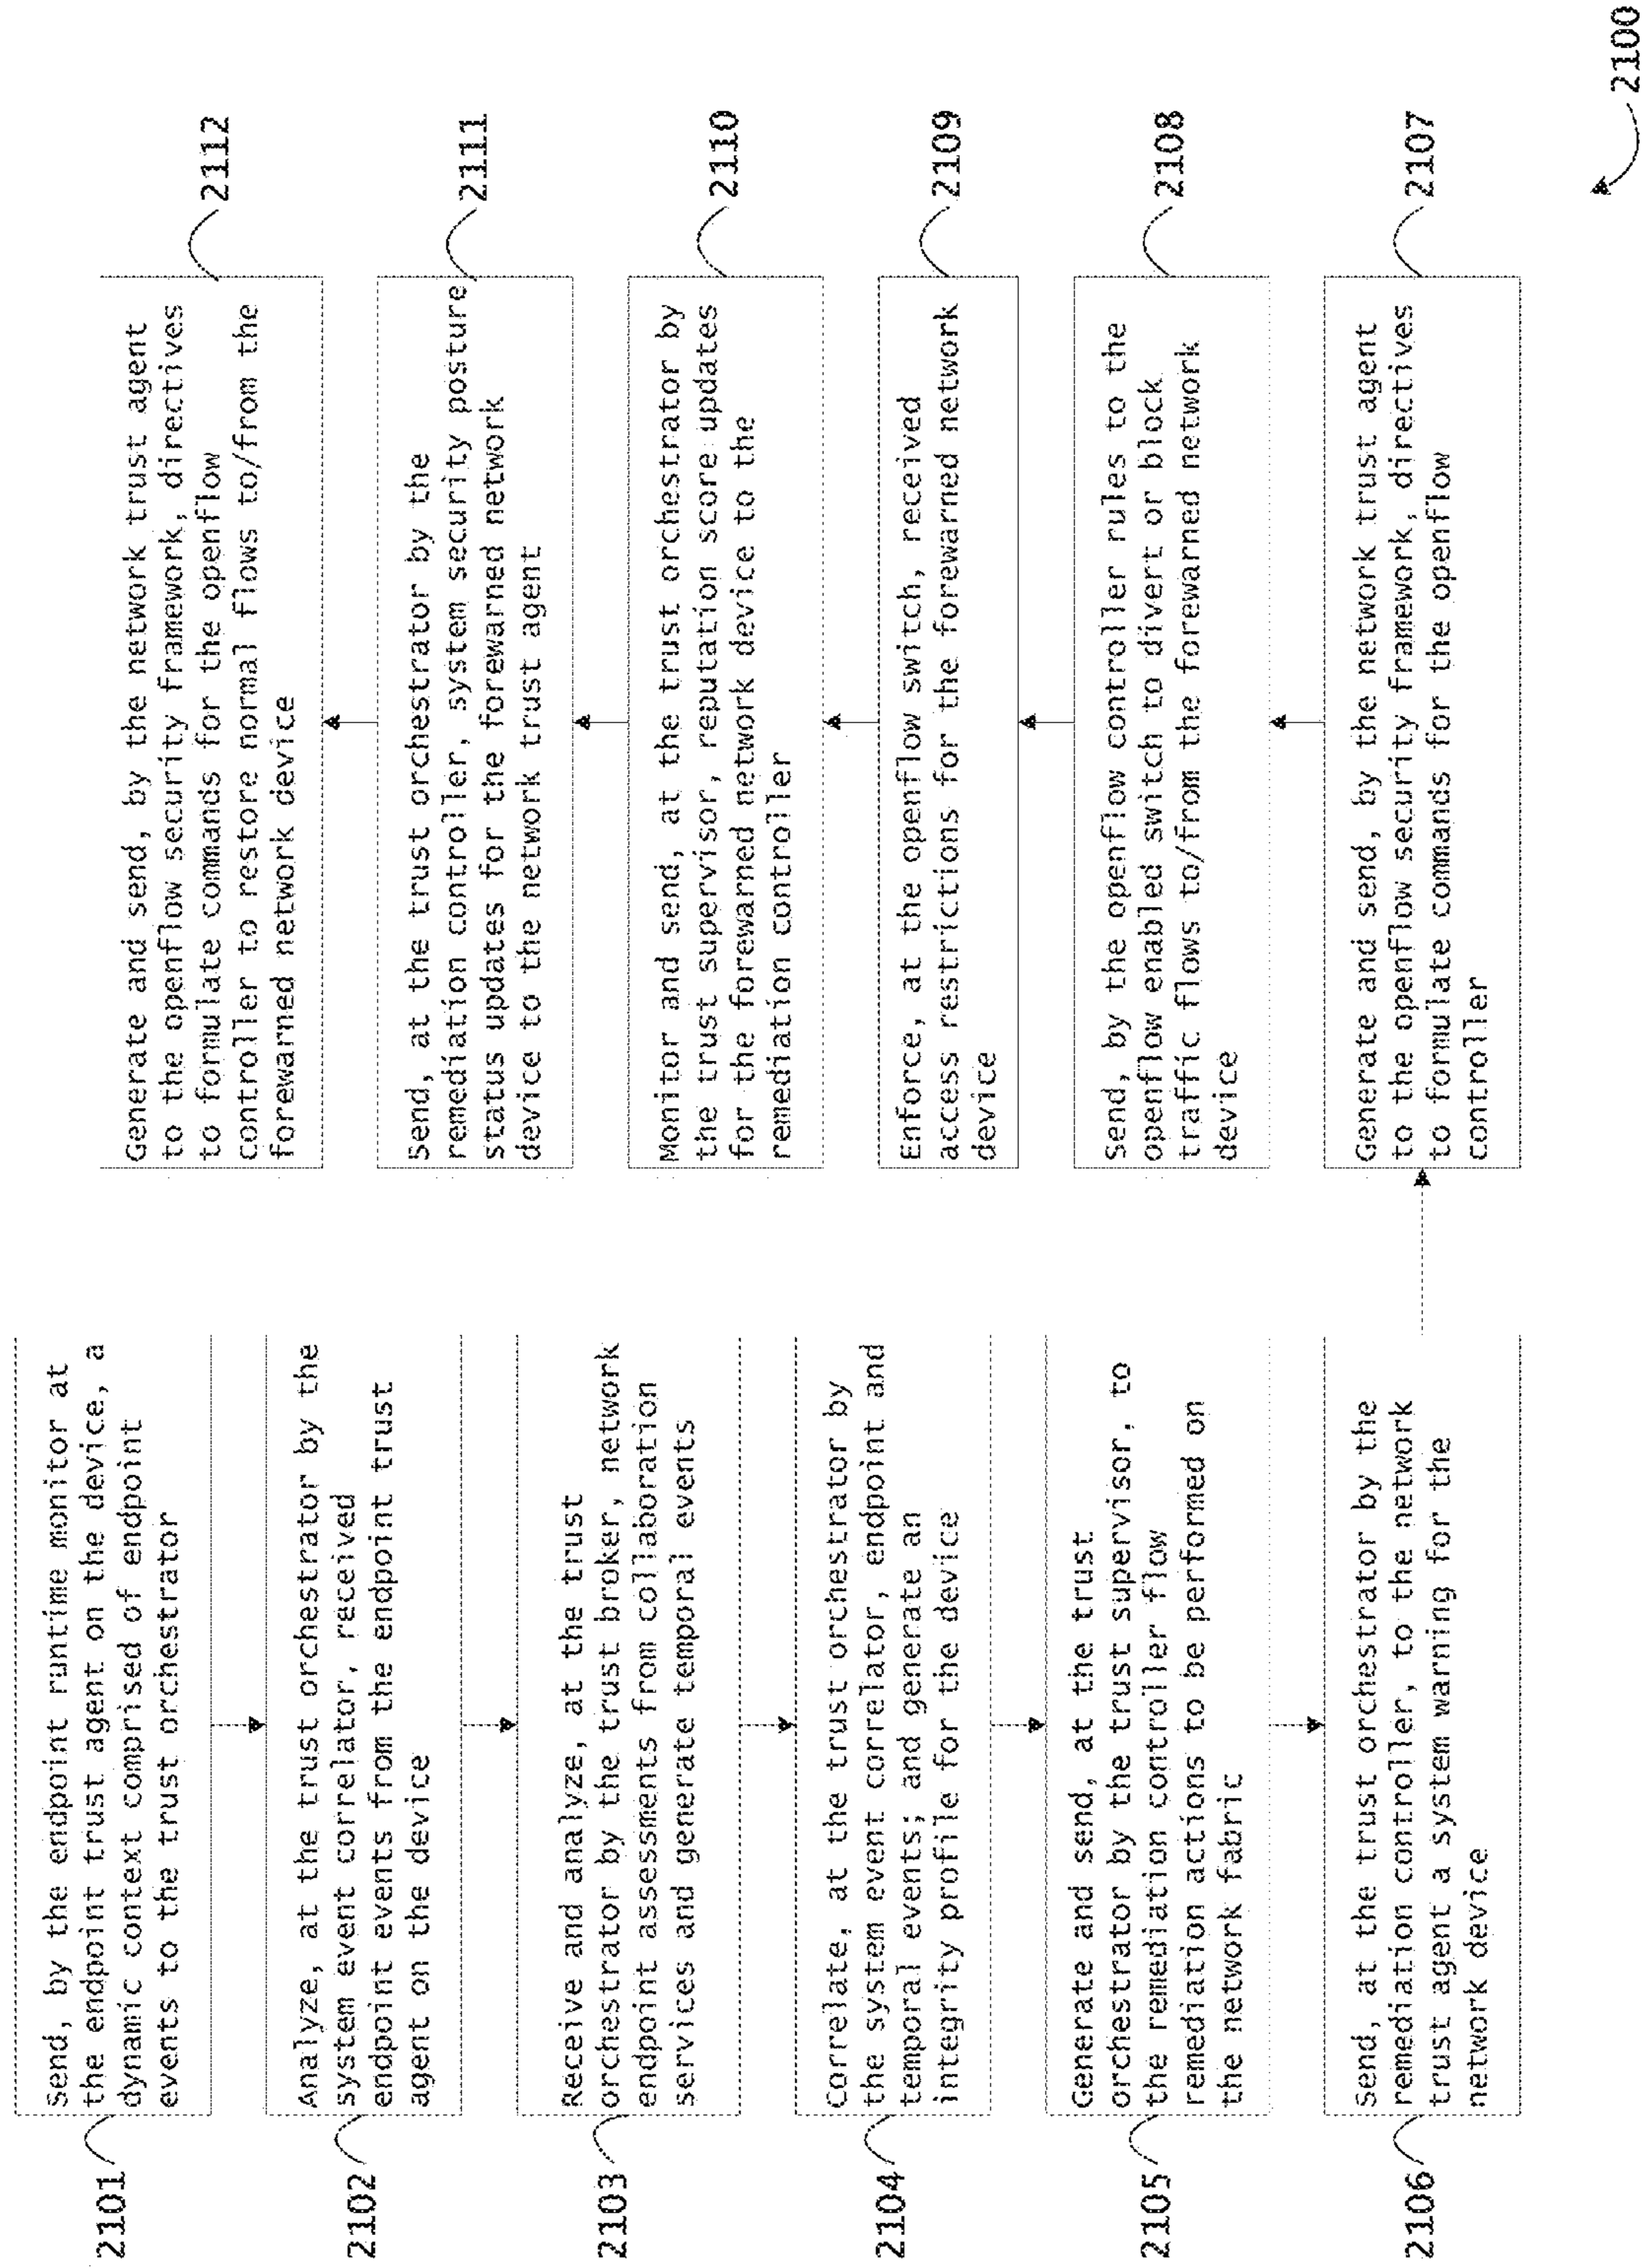 2101
Send, by the endpoint runtime monitor at
the endpoint trust agent on the device, a
dynamic context comprised of endpoint
events to the trust orchestrator
2102
Analyze, at the trust orchestrator by the
system event correlator, received
endpoint events from the endpoint trust
agent on the device
2103
Receive and analyze, at the trust
orchestrator by the trust broker, network
endpoint assessments from collaboration
services and generate temporal events
2104
Correlate, at the trust orchestrator by
the system event correlator, endpoint and
temporal events; and generate an
integrity profile for the device
2105
Generate and send, at the trust
orchestrator by the trust supervisor, to
the remediation controller flow
remediation actions to be performed on
the network fabric
2106
Send, at the trust orchestrator by the
remediation controller, to the network
trust agent a system warning for the
network device
2107
Generate and send, by the network trust agent
to the openflow security framework, directives
to formulate commands for the openflow
controller
2108
Send, by the openflow controller rules to the
openflow enabled switch to divert or block
traffic flows to/from the forewarned network
device
2109
Enforce, at the openflow switch, received
access restrictions for the forewarned network
device
2110
Monitor and send, at the trust orchestrator by
the trust supervisor, reputation score updates
for the forewarned network device to the
remediation controller
2111
Send, at the trust orchestrator by the
remediation controller, system security posture
status updates for the forewarned network
device to the network trust agent
2112
Generate and send, by the network trust agent
to the openflow security framework, directives
to formulate commands for the openflow
controller to restore normal flows to/from the
forewarned network device
2100